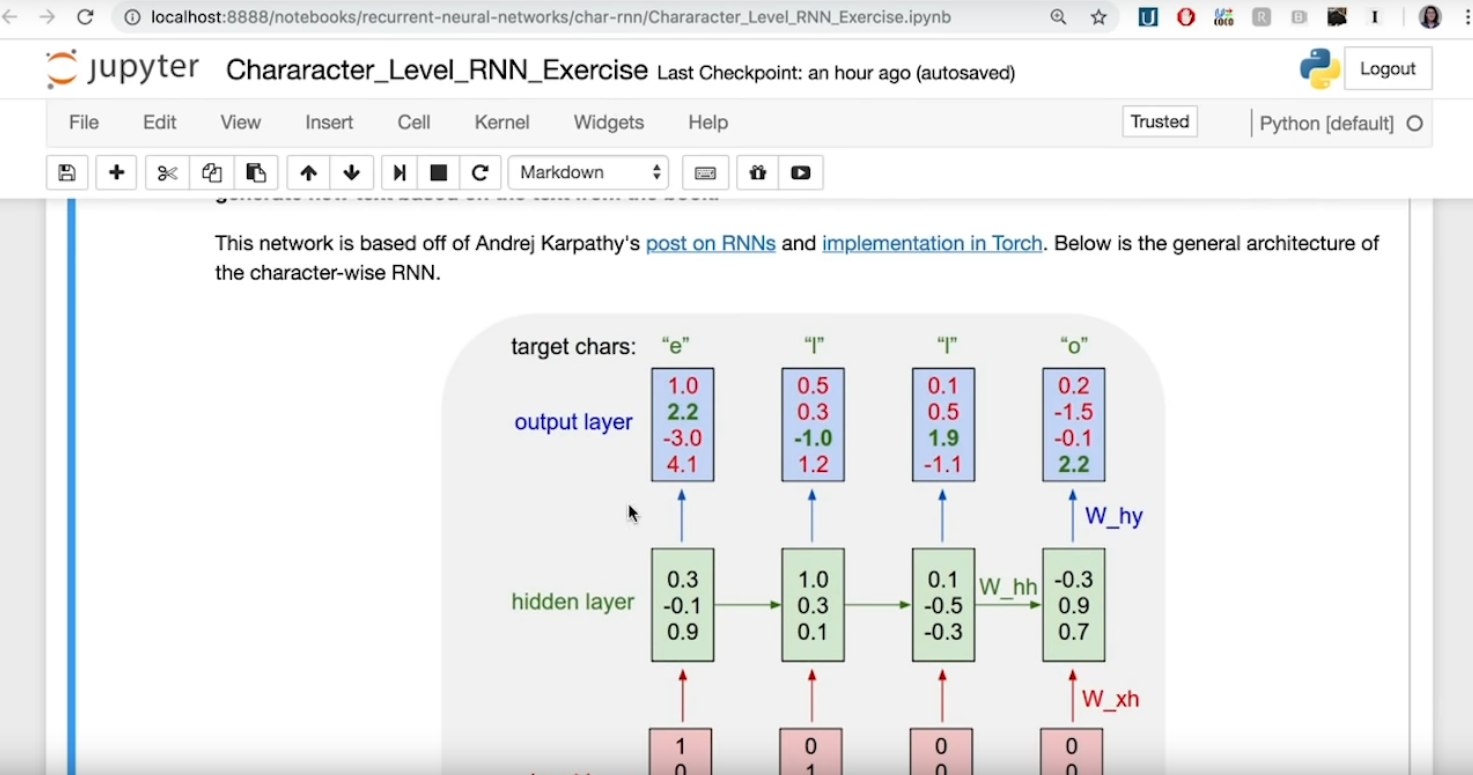 localhost:8888/notebooks/recurrent-neural-networks/char-rnn/Chararacter_Level_RNN_Exercise.ipynb
jupyter Chararacter_Level_RNN_Exercise Last Checkpoint: an hour ago (autosaved) Logout
File Edit View Insert Cell Kernel Widgets Help Trusted Python [default]
Markdown
This network is based off of Andrej Karpathy's post on RNNs and implementation in Torch. Below is the general architecture of
the character-wise RNN.
target chars: “e” “l” “l” “o”
1.0 0.5 0.1 0.2
output layer 2.2 0.3 0.5 -1.5
-3.0 -1.0 1.9 -0.1
4.1 1.2 -1.1 2.2
W_hy
0.3 1.0 0.1 W_hh -0.3
hidden layer -0.1 0.3 -0.5 0.9
0.9 0.1 -0.3 0.7
W_xh
1 0 0 0
0 1 0 0